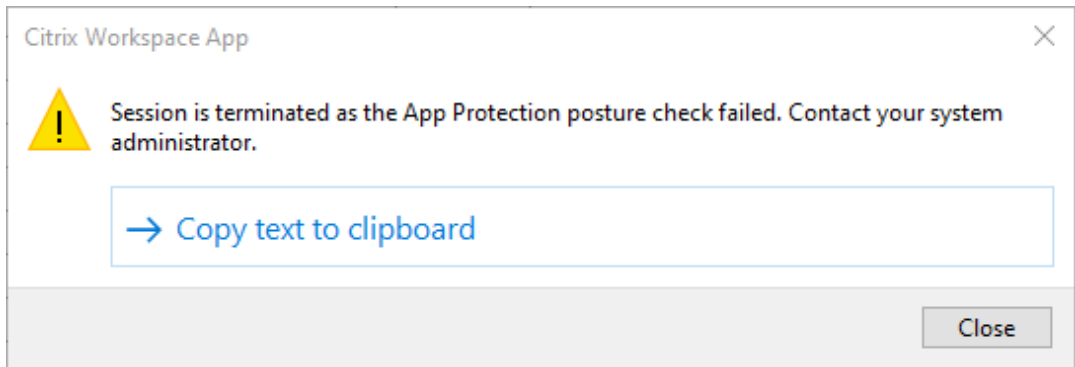 Citrix Workspace App
Session is terminated as the App Protection posture check failed. Contact your system
administrator.
Copy text to clipboard
Close